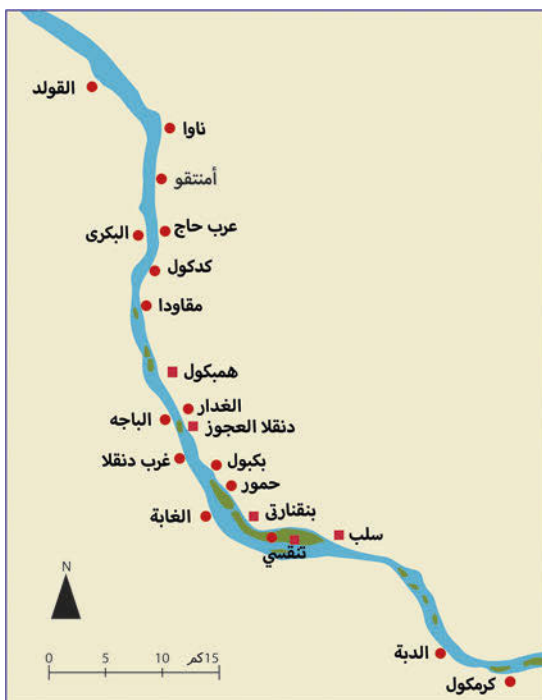 القولد
ناوا
أمنتقو
عرب حاج
البكرى
كدكول
مقاودا
همبكول
الغدار
الباجه
دنقلا العجوز
غرب دنقلا
بكبول
حمور
بنقنارتى
الغابة
سلب
تنقسي
N
0 5 10 15كم
الدبة
كرمكول